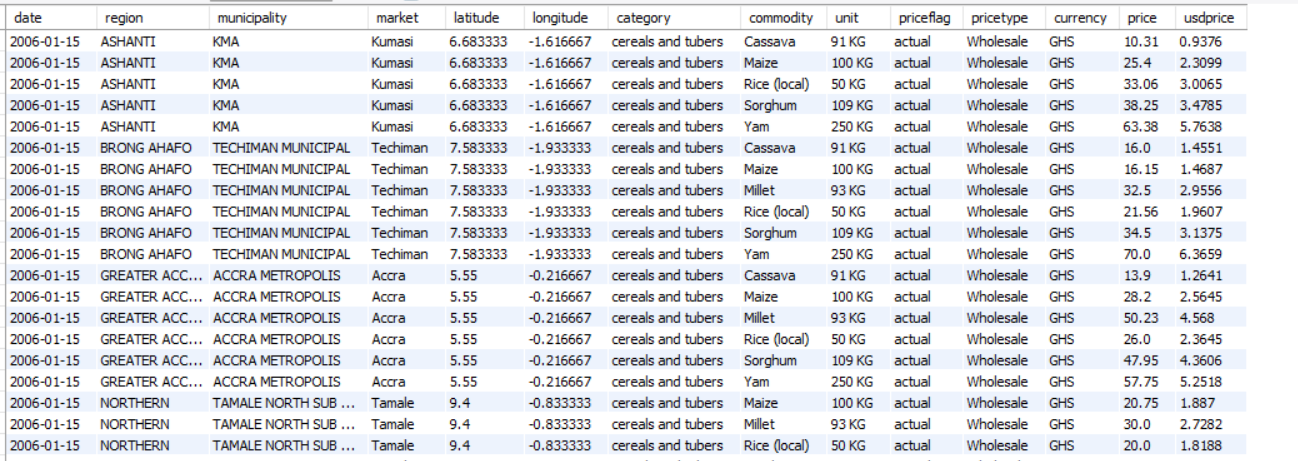 date region municipality market latitude longitude category commodity unit priceflag pricetype currency price usdprice
2006-01-15 ASHANTI KMA Kumasi 6.683333 -1.616667 cereals and tubers Cassava 91 KG actual Wholesale GHS 10.31 0.9376
2006-01-15 ASHANTI KMA Kumasi 6.683333 -1.616667 cereals and tubers Maize 100 KG actual Wholesale GHS 25.4 2.3099
2006-01-15 ASHANTI KMA Kumasi 6.683333 -1.616667 cereals and tubers Rice (local) 50 KG actual Wholesale GHS 33.06 3.0065
2006-01-15 ASHANTI KMA Kumasi 6.683333 -1.616667 cereals and tubers Sorghum 109 KG actual Wholesale GHS 38.25 3.4785
2006-01-15 ASHANTI KMA Kumasi 6.683333 -1.616667 cereals and tubers Yam 250 KG actual Wholesale GHS 63.38 5.7638
2006-01-15 BRONG AHAFO TECHIMAN MUNICIPAL Techiman 7.583333 -1.933333 cereals and tubers Cassava 91 KG actual Wholesale GHS 16.0 1.4551
2006-01-15 BRONG AHAFO TECHIMAN MUNICIPAL Techiman 7.583333 -1.933333 cereals and tubers Maize 100 KG actual Wholesale GHS 16.15 1.4687
2006-01-15 BRONG AHAFO TECHIMAN MUNICIPAL Techiman 7.583333 -1.933333 cereals and tubers Millet 93 KG actual Wholesale GHS 32.5 2.9556
2006-01-15 BRONG AHAFO TECHIMAN MUNICIPAL Techiman 7.583333 -1.933333 cereals and tubers Rice (local) 50 KG actual Wholesale GHS 21.56 1.9607
2006-01-15 BRONG AHAFO TECHIMAN MUNICIPAL Techiman 7.583333 -1.933333 cereals and tubers Sorghum 109 KG actual Wholesale GHS 34.5 3.1375
2006-01-15 BRONG AHAFO TECHIMAN MUNICIPAL Techiman 7.583333 -1.933333 cereals and tubers Yam 250 KG actual Wholesale GHS 70.0 6.3659
2006-01-15 GREATER ACC... ACCRA METROPOLIS Accra 5.55 -0.216667 cereals and tubers Cassava 91 KG actual Wholesale GHS 13.9 1.2641
2006-01-15 GREATER ACC... ACCRA METROPOLIS Accra 5.55 -0.216667 cereals and tubers Maize 100 KG actual Wholesale GHS 28.2 2.5645
2006-01-15 GREATER ACC... ACCRA METROPOLIS Accra 5.55 -0.216667 cereals and tubers Millet 93 KG actual Wholesale GHS 50.23 4.568
2006-01-15 GREATER ACC... ACCRA METROPOLIS Accra 5.55 -0.216667 cereals and tubers Rice (local) 50 KG actual Wholesale GHS 26.0 2.3645
2006-01-15 GREATER ACC... ACCRA METROPOLIS Accra 5.55 -0.216667 cereals and tubers Sorghum 109 KG actual Wholesale GHS 47.95 4.3606
2006-01-15 GREATER ACC... ACCRA METROPOLIS Accra 5.55 -0.216667 cereals and tubers Yam 250 KG actual Wholesale GHS 57.75 5.2518
2006-01-15 NORTHERN TAMALE NORTH SUB ... Tamale 9.4 -0.833333 cereals and tubers Maize 100 KG actual Wholesale GHS 20.75 1.887
2006-01-15 NORTHERN TAMALE NORTH SUB ... Tamale 9.4 -0.833333 cereals and tubers Millet 93 KG actual Wholesale GHS 30.0 2.7282
2006-01-15 NORTHERN TAMALE NORTH SUB ... Tamale 9.4 -0.833333 cereals and tubers Rice (local) 50 KG actual Wholesale GHS 20.0 1.8188